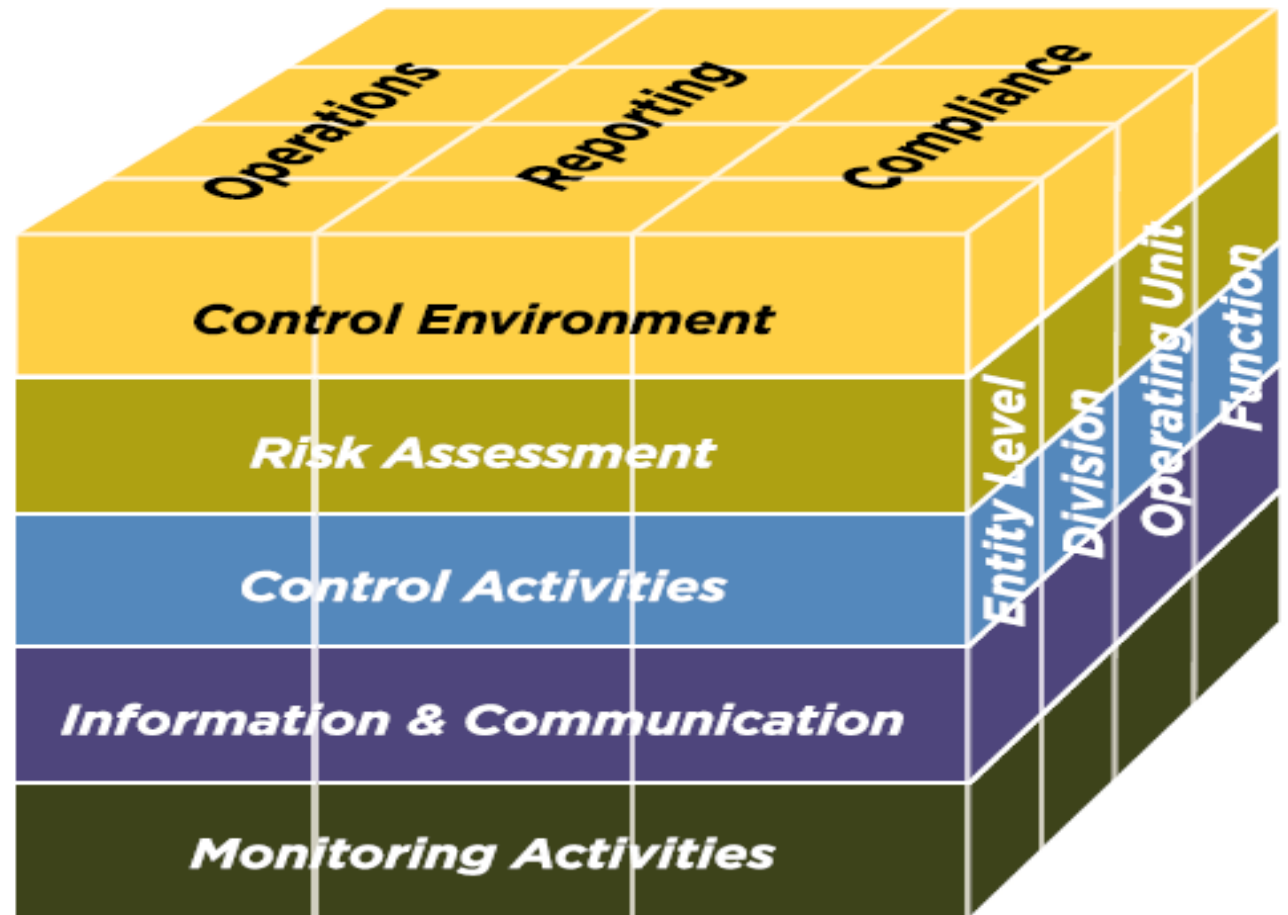 Operations
Reporting
Compliance
Control Environment
Risk Assessment
Control Activities
Information & Communication
Monitoring Activities
Entity Level
Division
Operating Unit
Function